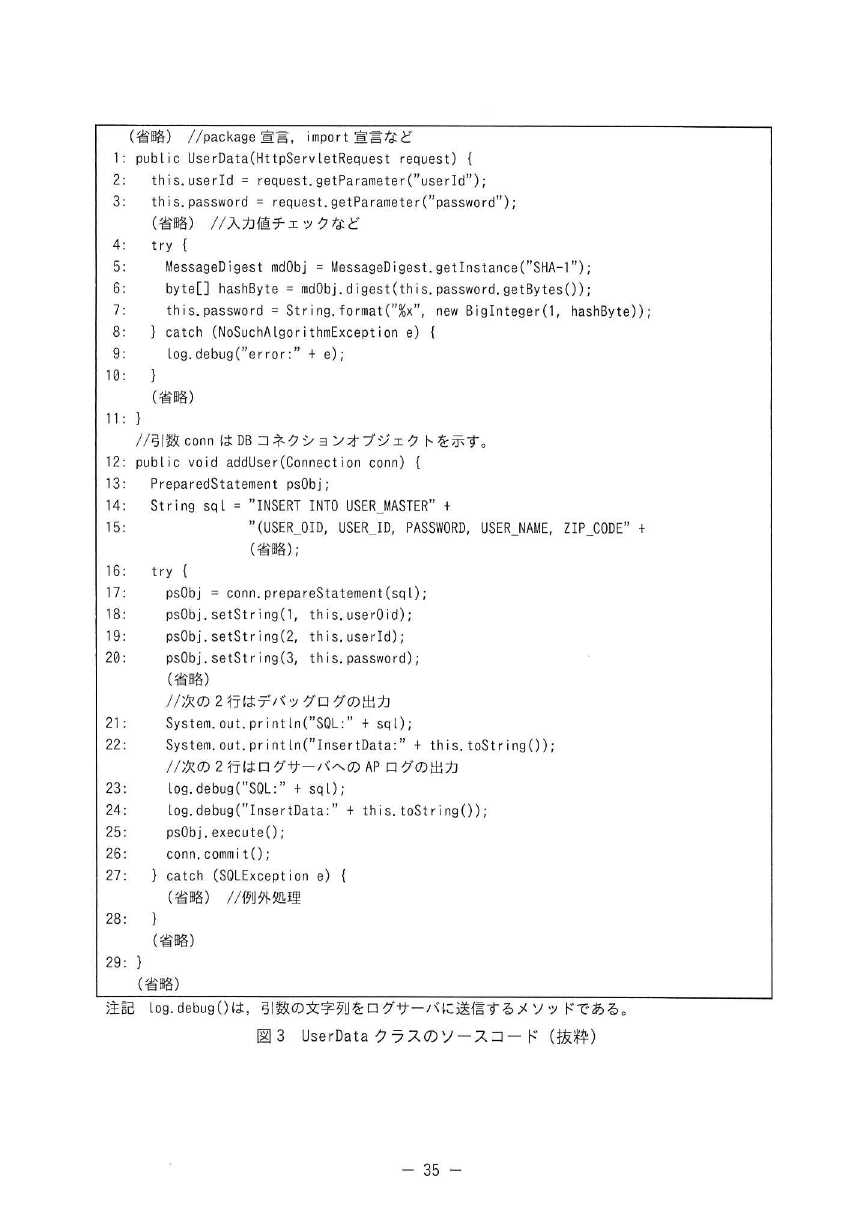 （省略） //package 宣言，import 宣言など
1: public UserData(HttpServletRequest request) {
2: this.userId = request.getParameter("userId");
3: this.password = request.getParameter("password");
（省略） //入力値チェックなど
4: try {
5: MessageDigest mdObj = MessageDigest.getInstance("SHA-1");
6: byte[] hashByte = mdObj.digest(this.password.getBytes());
7: this.password = String.format("%x", new BigInteger(1, hashByte));
8: } catch (NoSuchAlgorithmException e) {
9: log.debug("error:" + e);
10: }
（省略）
11: }
//引数 conn は DB コネクションオブジェクトを示す。
12: public void addUser(Connection conn) {
13: PreparedStatement psObj;
14: String sql = "INSERT INTO USER_MASTER" +
15: "(USER_OID, USER_ID, PASSWORD, USER_NAME, ZIP_CODE" +
（省略）;
16: try {
17: psObj = conn.prepareStatement(sql);
18: psObj.setString(1, this.userOid);
19: psObj.setString(2, this.userId);
20: psObj.setString(3, this.password);
（省略）
//次の 2 行はデバッグログの出力
21: System.out.println("SQL:" + sql);
22: System.out.println("InsertData:" + this.toString());
//次の 2 行はログサーバへの AP ログの出力
23: log.debug("SQL:" + sql);
24: log.debug("InsertData:" + this.toString());
25: psObj.execute();
26: conn.commit();
27: } catch (SQLException e) {
（省略） //例外処理
28: }
（省略）
29: }
（省略）
注記 log.debug()は，引数の文字列をログサーバに送信するメソッドである。
図3 UserData クラスのソースコード（抜粋）
－ 35 －